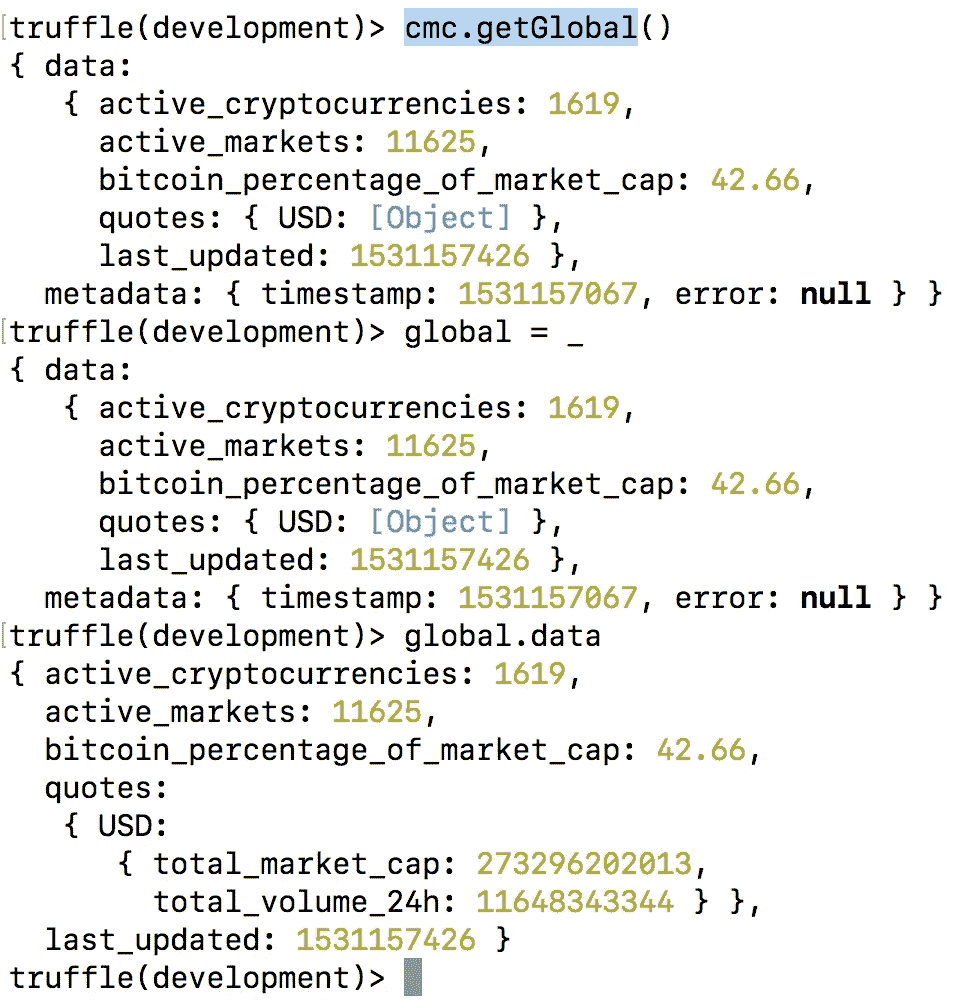 [truffle(development)> cmc.getGlobal()
{ data:
   { active_cryptocurrencies: 1619,
     active_markets: 11625,
     bitcoin_percentage_of_market_cap: 42.66,
     quotes: { USD: [Object] },
     last_updated: 1531157426 },
  metadata: { timestamp: 1531157067, error: null } }
[truffle(development)> global = _
{ data:
   { active_cryptocurrencies: 1619,
     active_markets: 11625,
     bitcoin_percentage_of_market_cap: 42.66,
     quotes: { USD: [Object] },
     last_updated: 1531157426 },
  metadata: { timestamp: 1531157067, error: null } }
[truffle(development)> global.data
{ active_cryptocurrencies: 1619,
  active_markets: 11625,
  bitcoin_percentage_of_market_cap: 42.66,
  quotes:
   { USD:
      { total_market_cap: 273296202013,
        total_volume_24h: 11648343344 } },
  last_updated: 1531157426 }
truffle(development)>